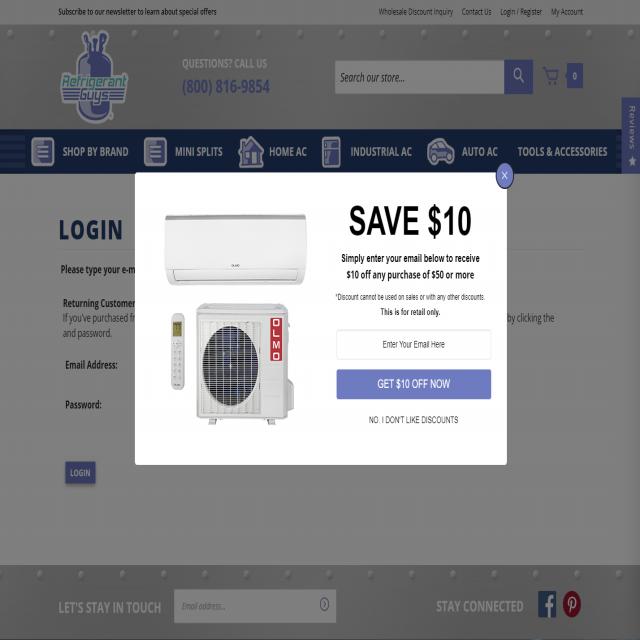 Subscribe to our newsletter to learn about special offers
Wholesale Discount Inquiry Contact Us Login / Register My Account
Refrigerant
Guys
QUESTIONS? CALL US
(800) 816-9854
Search our store...
0
Reviews
SHOP BY BRAND MINI SPLITS HOME AC INDUSTRIAL AC AUTO AC TOOLS & ACCESSORIES
X
LOGIN
Please type your e-m
Returning Customer
If you've purchased fr
by clicking the
and password.
Email Address:
Password:
LOGIN
OLMO
OLMO
SAVE $10
Simply enter your email below to receive
$10 off any purchase of $50 or more
*Discount cannot be used on sales or with any other discounts.
This is for retail only.
Enter Your Email Here
GET $10 OFF NOW
NO, I DON'T LIKE DISCOUNTS
LET'S STAY IN TOUCH
Email address...
STAY CONNECTED